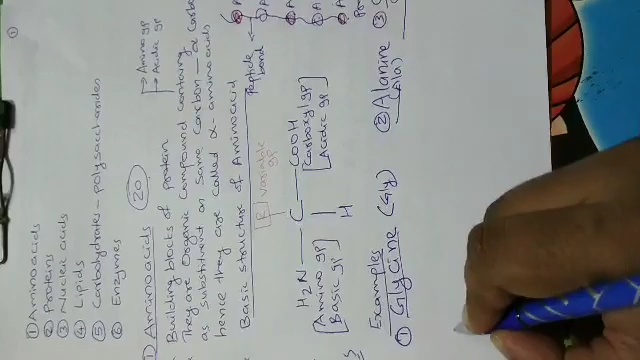 ①
① Aminoacids
② Proteins
③ Nucleic acids
④ Lipids
⑤ Carbohydrates - polysaccharides
⑥ Enzymes
① Aminoacids (20)
Building blocks of protein
They are organic compound containing → Amino gp → Acidic gp
as substituent on same carbon — α carbon
hence they are called α-aminoacids
Basic structure of Aminoacid
Peptide bond
R variable gp
H₂N — C — COOH
[Amino gp] [Carboxyl gp]
Basic gp] Acidic gp]
H
Examples
① Glycine (Gly) ② Alanine (Ala) ③